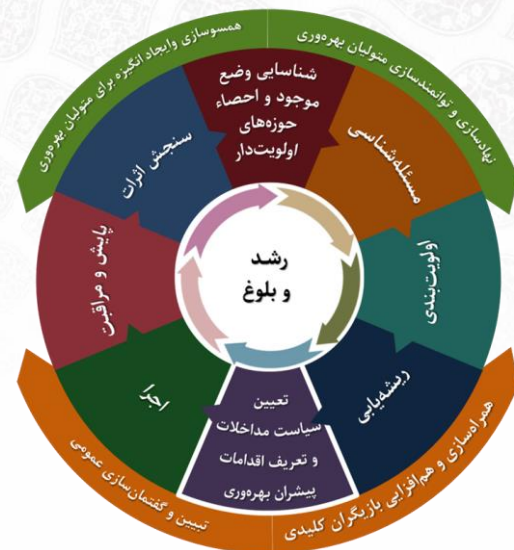 نهادسازی و توانمندسازی متولیان بهره‌وری
همسوسازی وایجاد انگیزه برای متولیان بهره‌وری
شناسایی وضع
موجود و احصاء
حوزه‌های
اولویت‌دار
مسئله‌شناسی
اولویت‌بندی
ریشه‌یابی
تعیین
سیاست مداخلات
و تعریف اقدامات
پیشران بهره‌وری
اجرا
پایش و مراقبت
سنجش اثرات
رشد
و بلوغ
همراه‌سازی و هم‌افزایی بازیگران کلیدی
تبیین و گفتمان‌سازی عمومی